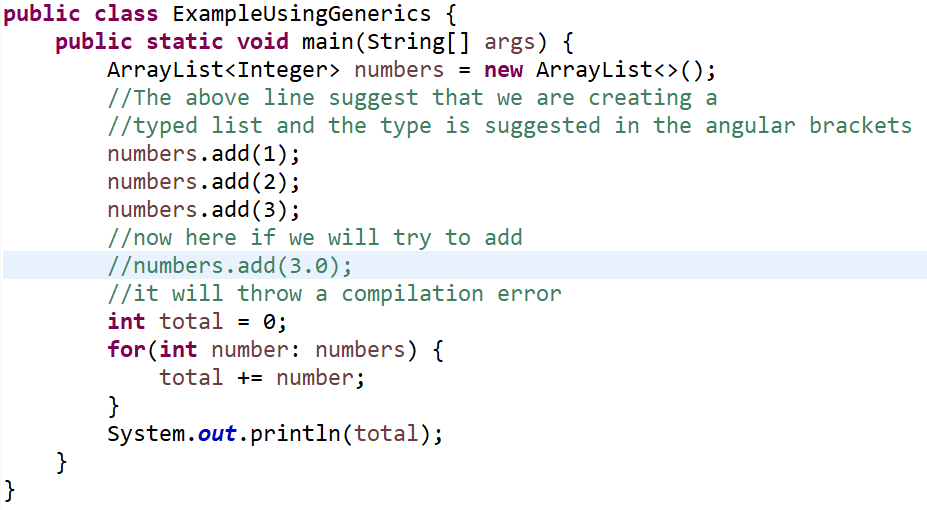 public class ExampleUsingGenerics {
    public static void main(String[] args) {
        ArrayList<Integer> numbers = new ArrayList<>();
        //The above line suggest that we are creating a
        //typed list and the type is suggested in the angular brackets
        numbers.add(1);
        numbers.add(2);
        numbers.add(3);
        //now here if we will try to add
        //numbers.add(3.0);
        //it will throw a compilation error
        int total = 0;
        for(int number: numbers) {
            total += number;
        }
        System.out.println(total);
    }
}